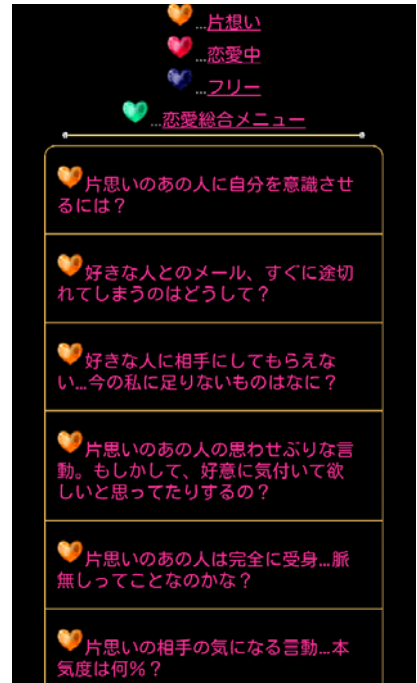 …片想い
…恋愛中
…フリー
…恋愛総合メニュー
片思いのあの人に自分を意識させ
るには？
好きな人とのメール、すぐに途切
れてしまうのはどうして？
好きな人に相手にしてもらえな
い…今の私に足りないものはなに？
片思いのあの人の思わせぶりな言
動。もしかして、好意に気付いて欲
しいと思ってたりするの？
片思いのあの人は完全に受身…脈
無しってことなのかな？
片思いの相手の気になる言動…本
気度は何％？